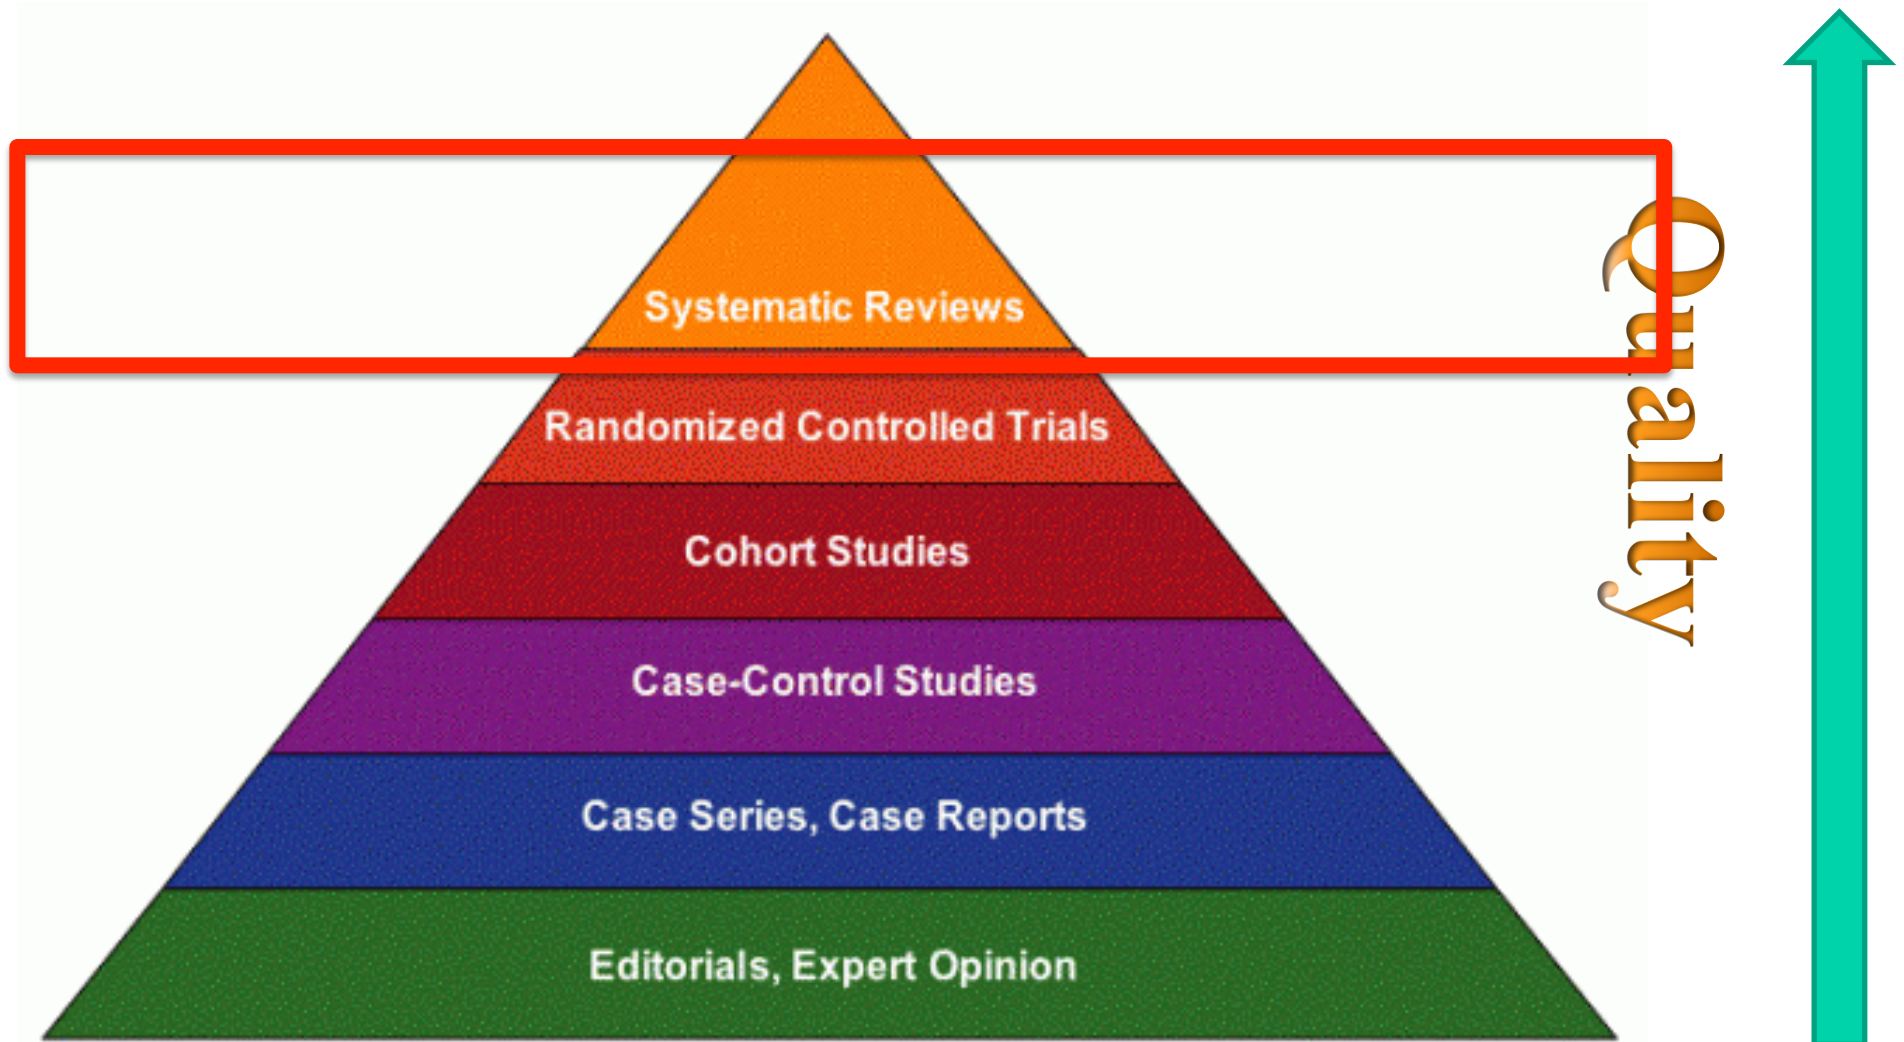 Systematic Reviews
Randomized Controlled Trials
Cohort Studies
Case-Control Studies
Case Series, Case Reports
Editorials, Expert Opinion
Quality